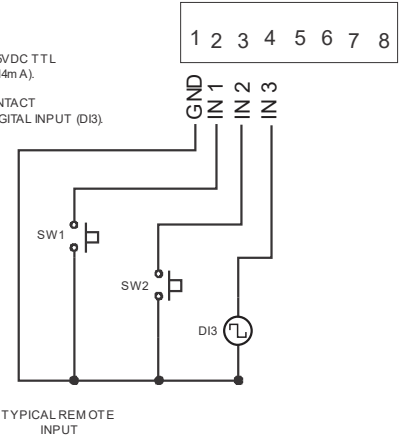 1 2 3 4 5 6 7 8
5VDC TTL
4mA).
NTACT
GITAL INPUT (DI3).
GND
IN 1
IN 2
IN 3
SW1
SW2
DI3
TYPICAL REMOTE
INPUT